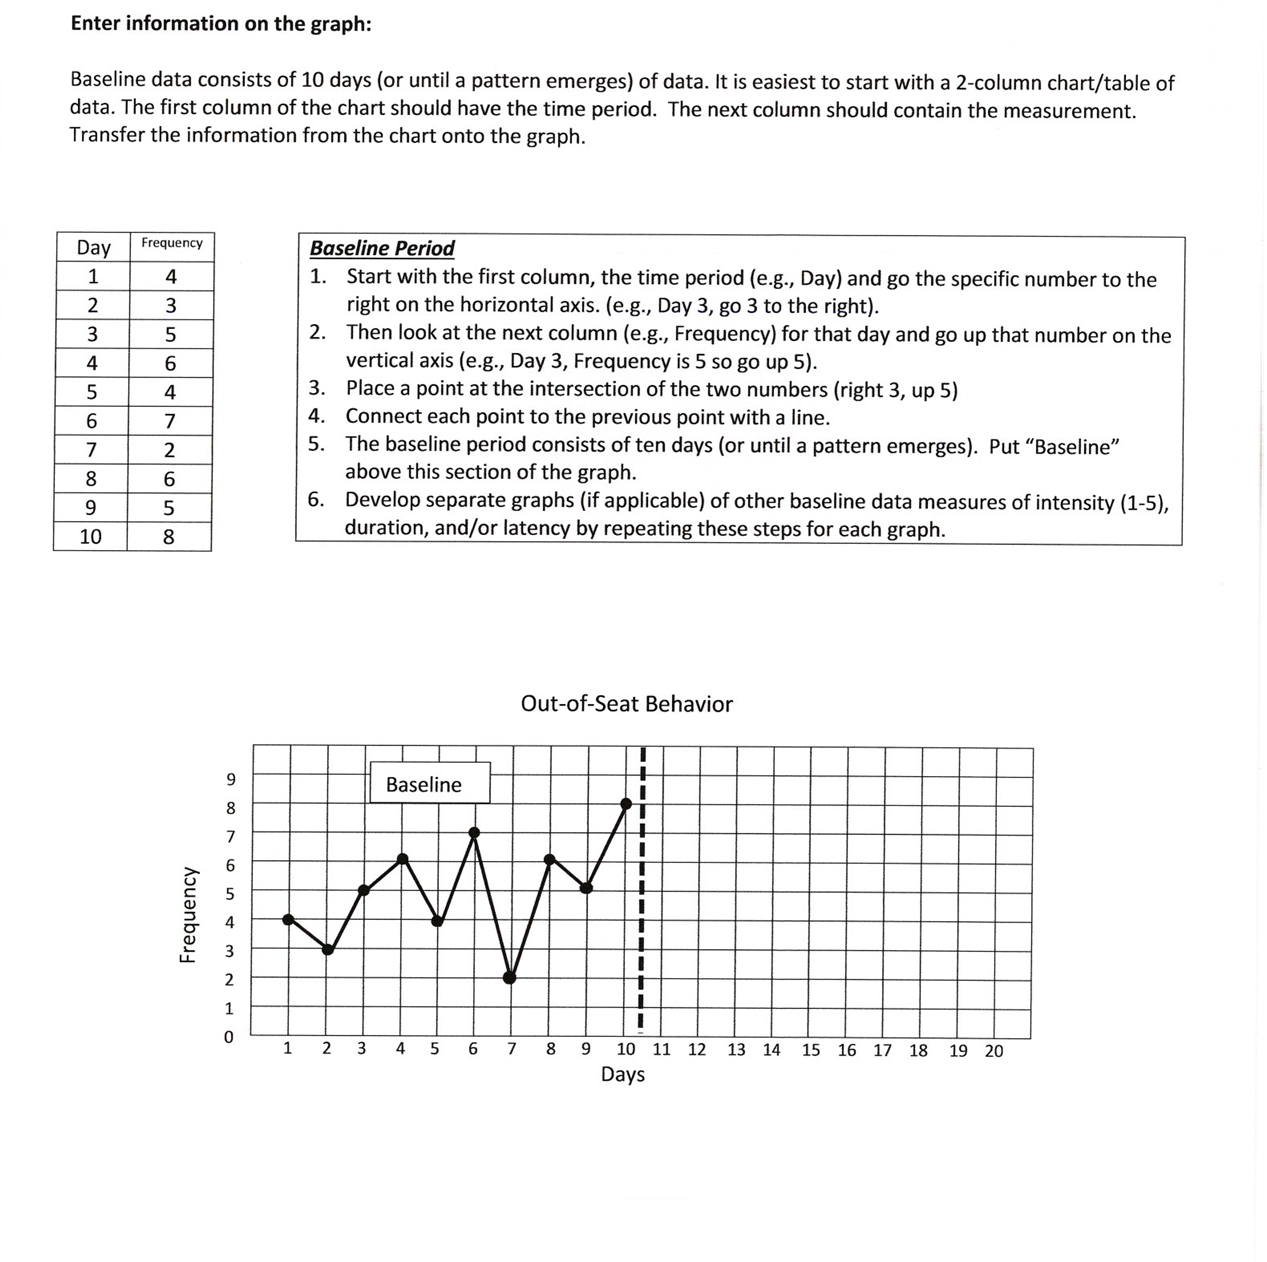 Enter information on the graph:
Baseline data consists of 10 days (or until a pattern emerges) of data. It is easiest to start with a 2-column chart/table of
data. The first column of the chart should have the time period.  The next column should contain the measurement.
Transfer the information from the chart onto the graph.
Day Frequency
1 4
2 3
3 5
4 6
5 4
6 7
7 2
8 6
9 5
10 8
Baseline Period
1. Start with the first column, the time period (e.g., Day) and go the specific number to the
right on the horizontal axis. (e.g., Day 3, go 3 to the right).
2. Then look at the next column (e.g., Frequency) for that day and go up that number on the
vertical axis (e.g., Day 3, Frequency is 5 so go up 5).
3. Place a point at the intersection of the two numbers (right 3, up 5)
4. Connect each point to the previous point with a line.
5. The baseline period consists of ten days (or until a pattern emerges).  Put “Baseline”
above this section of the graph.
6. Develop separate graphs (if applicable) of other baseline data measures of intensity (1-5),
duration, and/or latency by repeating these steps for each graph.
Out-of-Seat Behavior
Baseline
9
8
7
6
5
4
3
2
1
0
Frequency
1 2 3 4 5 6 7 8 9 10 11 12 13 14 15 16 17 18 19 20
Days